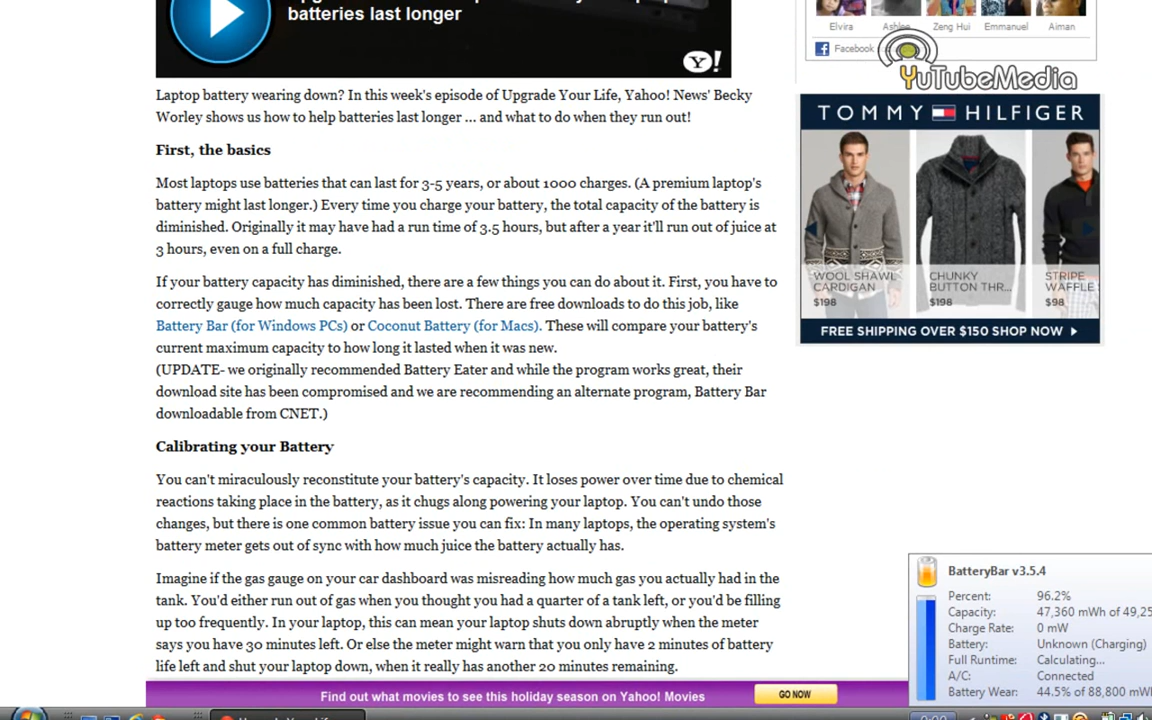 batteries last longer
Y!
Elvira
Ashlee
Zeng Hui
Emmanuel
Aiman
Facebook
YuTubeMedia
Laptop battery wearing down? In this week's episode of Upgrade Your Life, Yahoo! News' Becky
Worley shows us how to help batteries last longer ... and what to do when they run out!
First, the basics
Most laptops use batteries that can last for 3-5 years, or about 1000 charges. (A premium laptop's
battery might last longer.) Every time you charge your battery, the total capacity of the battery is
diminished. Originally it may have had a run time of 3.5 hours, but after a year it'll run out of juice at
3 hours, even on a full charge.
If your battery capacity has diminished, there are a few things you can do about it. First, you have to
correctly gauge how much capacity has been lost. There are free downloads to do this job, like
Battery Bar (for Windows PCs) or Coconut Battery (for Macs). These will compare your battery's
current maximum capacity to how long it lasted when it was new.
(UPDATE- we originally recommended Battery Eater and while the program works great, their
download site has been compromised and we are recommending an alternate program, Battery Bar
downloadable from CNET.)
Calibrating your Battery
You can't miraculously reconstitute your battery's capacity. It loses power over time due to chemical
reactions taking place in the battery, as it chugs along powering your laptop. You can't undo those
changes, but there is one common battery issue you can fix: In many laptops, the operating system's
battery meter gets out of sync with how much juice the battery actually has.
Imagine if the gas gauge on your car dashboard was misreading how much gas you actually had in the
tank. You'd either run out of gas when you thought you had a quarter of a tank left, or you'd be filling
up too frequently. In your laptop, this can mean your laptop shuts down abruptly when the meter
says you have 30 minutes left. Or else the meter might warn that you only have 2 minutes of battery
life left and shut your laptop down, when it really has another 20 minutes remaining.
TOMMY HILFIGER
WOOL SHAWL
CARDIGAN
$198
CHUNKY
BUTTON THR...
$198
STRIPE
WAFFLE
$98
FREE SHIPPING OVER $150 SHOP NOW
BatteryBar v3.5.4
Percent: 96.2%
Capacity: 47,360 mWh of 49,25
Charge Rate: 0 mW
Battery: Unknown (Charging)
Full Runtime: Calculating...
A/C: Connected
Battery Wear: 44.5% of 88,800 mW
Find out what movies to see this holiday season on Yahoo! Movies
GO NOW